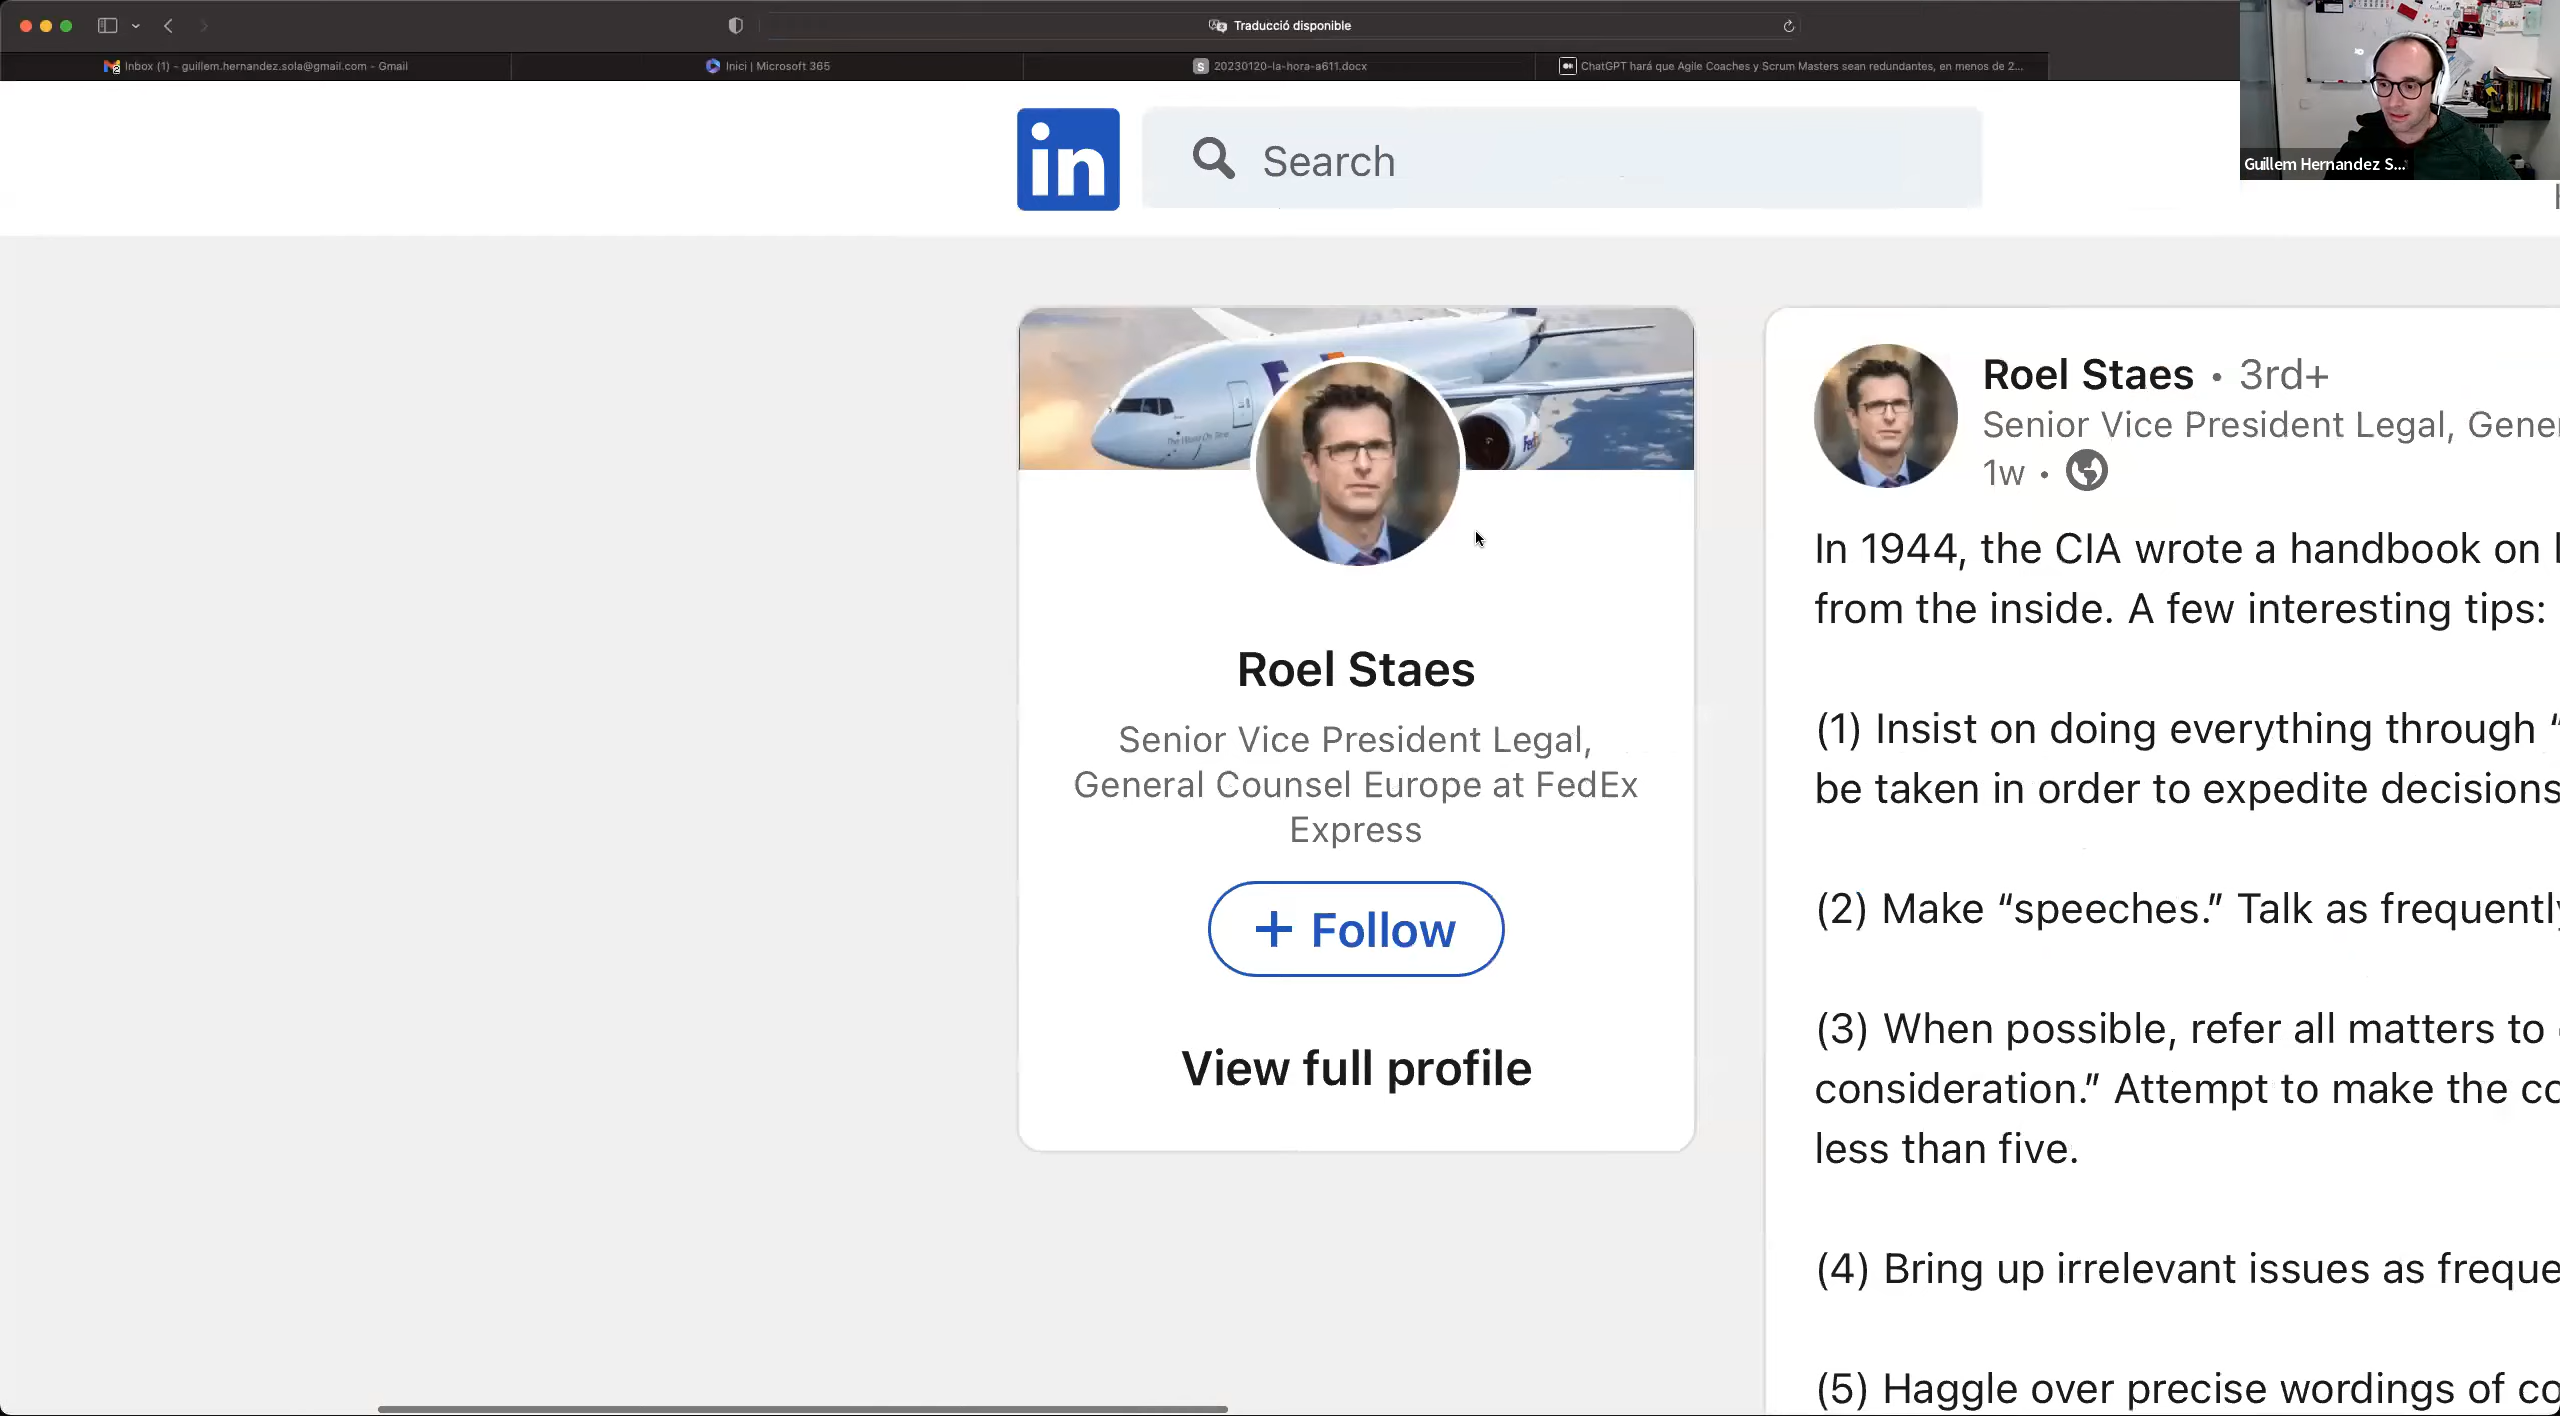 Traducció disponible
Inbox (1) - guillem.hernandez.sola@gmail.com - Gmail
Inici | Microsoft 365
20230120-la-hora-a611.docx
ChatGPT hará que Agile Coaches y Scrum Masters sean redundantes, en menos de 2...
Guillem Hernandez S...
in
Search
Roel Staes
Senior Vice President Legal,
General Counsel Europe at FedEx
Express
+ Follow
View full profile
Roel Staes • 3rd+
Senior Vice President Legal, Gene
1w •
In 1944, the CIA wrote a handbook on
from the inside. A few interesting tips:
(1) Insist on doing everything through “
be taken in order to expedite decisions
(2) Make “speeches.” Talk as frequently
(3) When possible, refer all matters to
consideration.” Attempt to make the co
less than five.
(4) Bring up irrelevant issues as freque
(5) Haggle over precise wordings of co